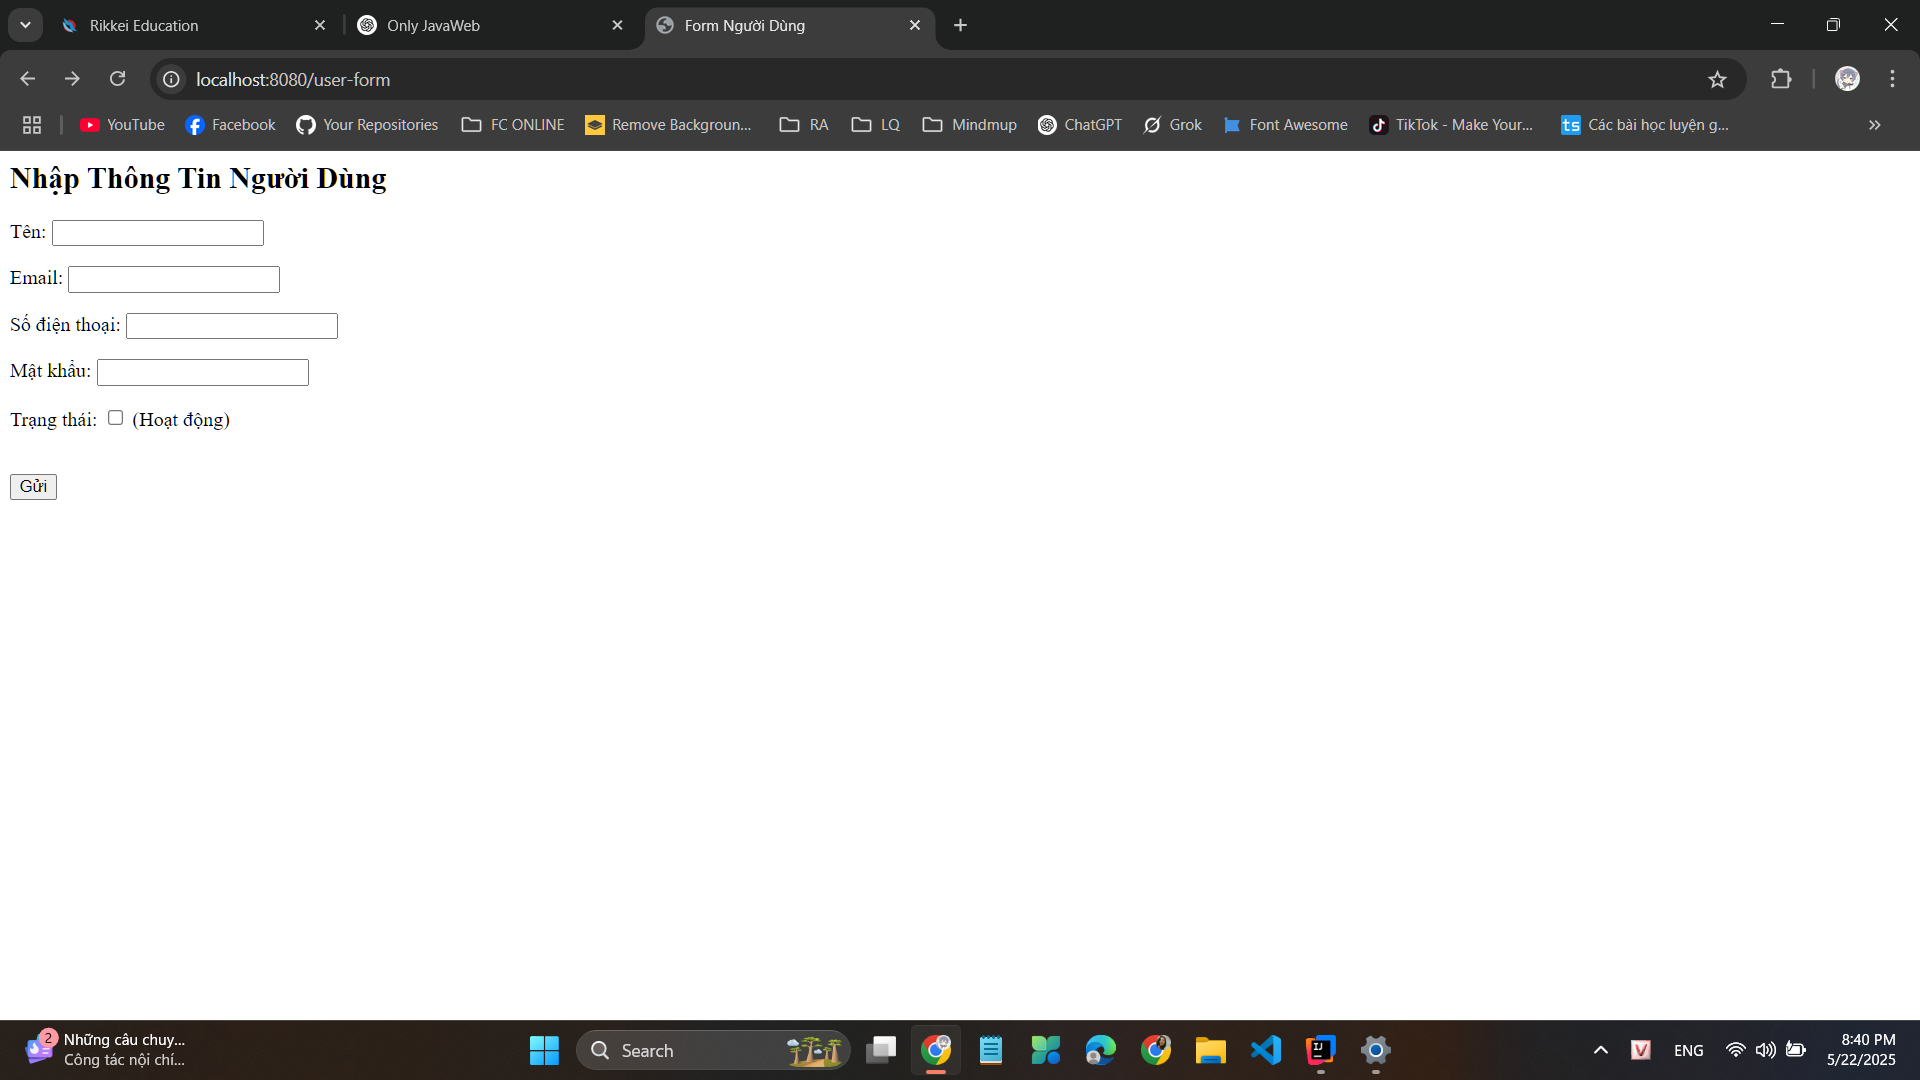 Rikkei Education
Only JavaWeb
Form Người Dùng
localhost:8080/user-form
YouTube
Facebook
Your Repositories
FC ONLINE
Remove Backgroun...
RA
LQ
Mindmup
ChatGPT
Grok
Font Awesome
TikTok - Make Your...
ts
Các bài học luyện g...
Nhập Thông Tin Người Dùng
Tên:
Email:
Số điện thoại:
Mật khẩu:
Trạng thái: (Hoạt động)
Gửi
2
Những câu chuy...
Công tác nội chí...
Search
IJ
V
ENG
8:40 PM
5/22/2025